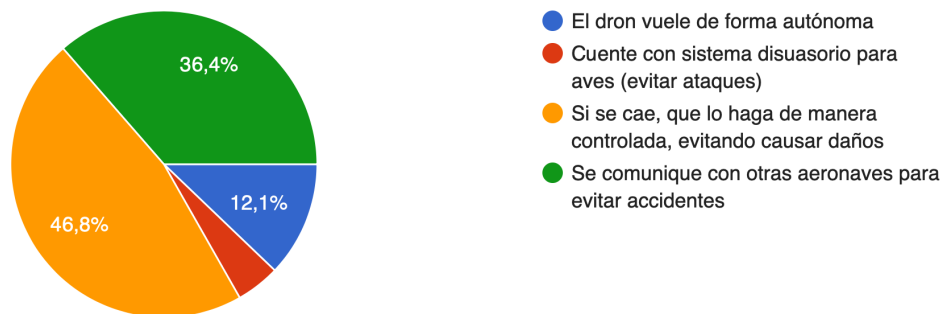 36,4%
12,1%
46,8%
El dron vuele de forma autónoma
Cuente con sistema disuasorio para
aves (evitar ataques)
Si se cae, que lo haga de manera
controlada, evitando causar daños
Se comunique con otras aeronaves para
evitar accidentes